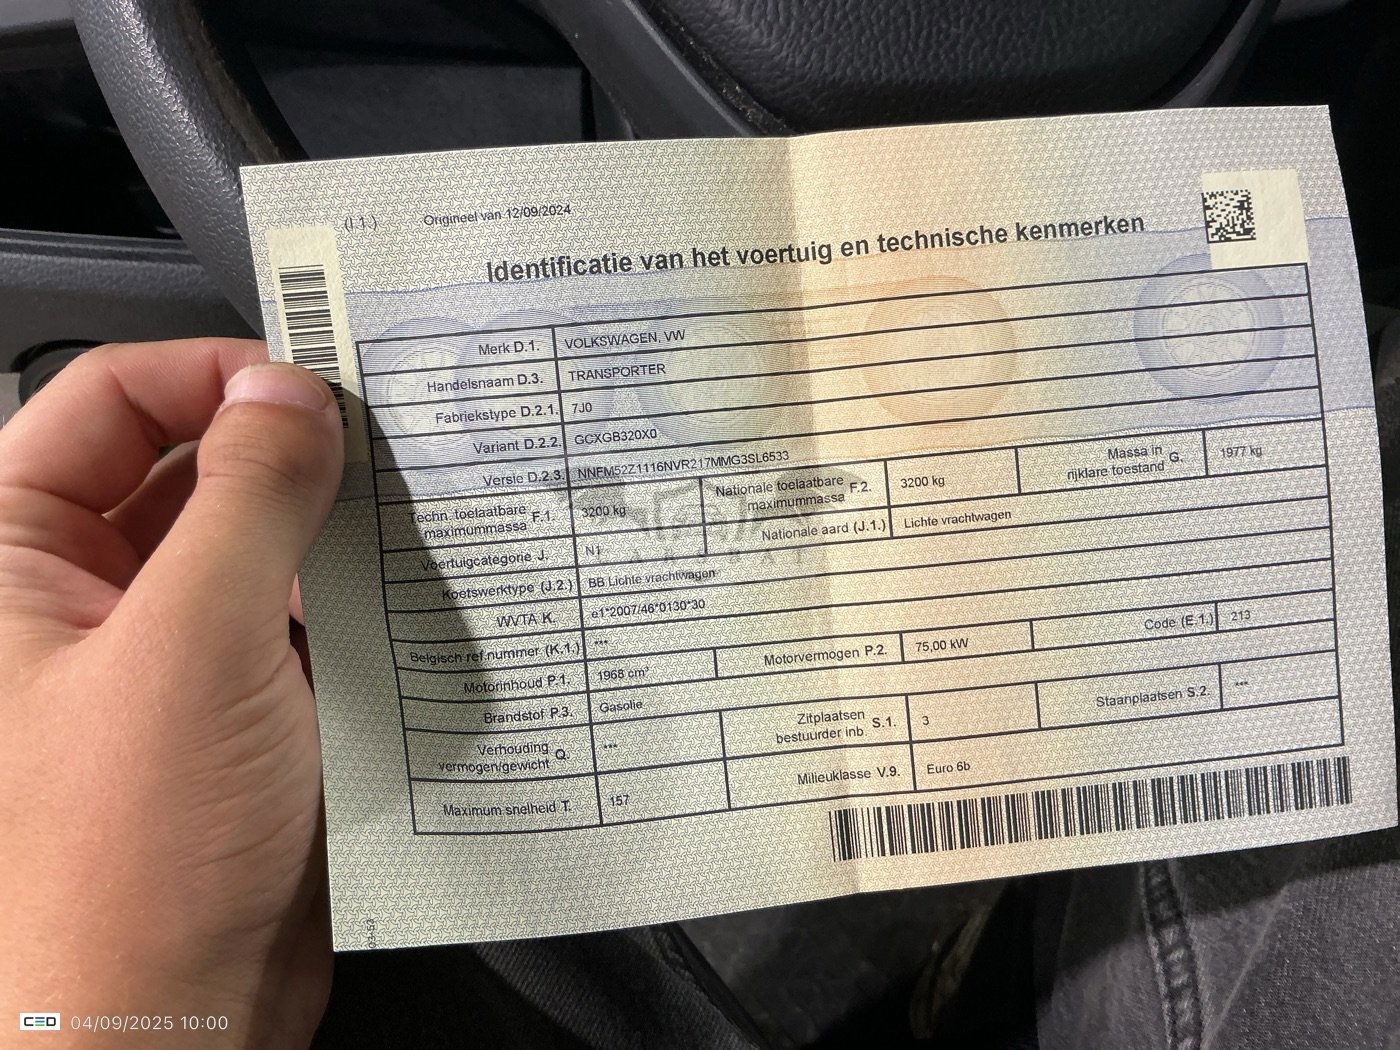 (I.1.) Origineel van 12/09/2024
Identificatie van het voertuig en technische kenmerken
Merk D.1. VOLKSWAGEN, VW
Handelsnaam D.3. TRANSPORTER
Fabriekstype D.2.1. 7J0
Variant D.2.2. GCXGB320X0
Versie D.2.3. NNFM52Z1116NVR217MMG3SL6533
Techn. toelaatbare maximummassa F.1. 3200 kg Nationale toelaatbare maximummassa F.2. 3200 kg Massa in rijklare toestand G. 1977 kg
Voertuigcategorie J. N1 Nationale aard (J.1.) Lichte vrachtwagen
Koetswerktype (J.2.) BB Lichte vrachtwagen
WVTA K. e1*2007/46*0130*30
Belgisch ref.nummer (K.1.) ***
Motorinhoud P.1. 1968 cm³ Motorvermogen P.2. 75,00 kW Code (E.1.) 213
Brandstof P.3. Gasolie
Verhouding vermogen/gewicht Q. *** Zitplaatsen bestuurder inb. S.1. 3 Staanplaatsen S.2. ***
Maximum snelheid T. 157 Milieuklasse V.9. Euro 6b
CED 04/09/2025 10:00